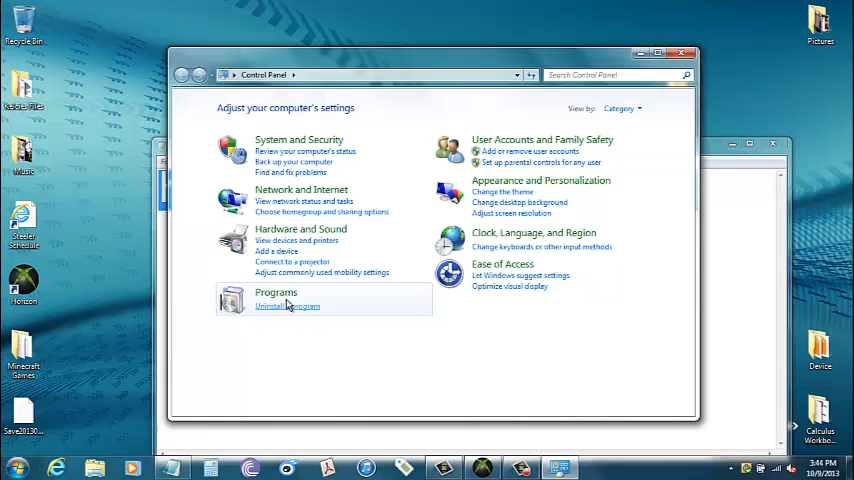 Recycle Bin
Pictures
Control Panel
Search Control Panel
Adjust your computer's settings
View by:
Category
System and Security
Review your computer's status
Back up your computer
Find and fix problems
Network and Internet
View network status and tasks
Choose homegroup and sharing options
Hardware and Sound
View devices and printers
Add a device
Connect to a projector
Adjust commonly used mobility settings
Programs
Uninstall program
User Accounts and Family Safety
Add or remove user accounts
Set up parental controls for any user
Appearance and Personalization
Change the theme
Change desktop background
Adjust screen resolution
Clock, Language, and Region
Change keyboards or other input methods
Ease of Access
Let Windows suggest settings
Optimize visual display
Files
Music
Steeler
Schedule
Horizon
Minecraft
Games
Save20130...
Device
Calculus
Workbo...
3:44 PM
10/9/2013